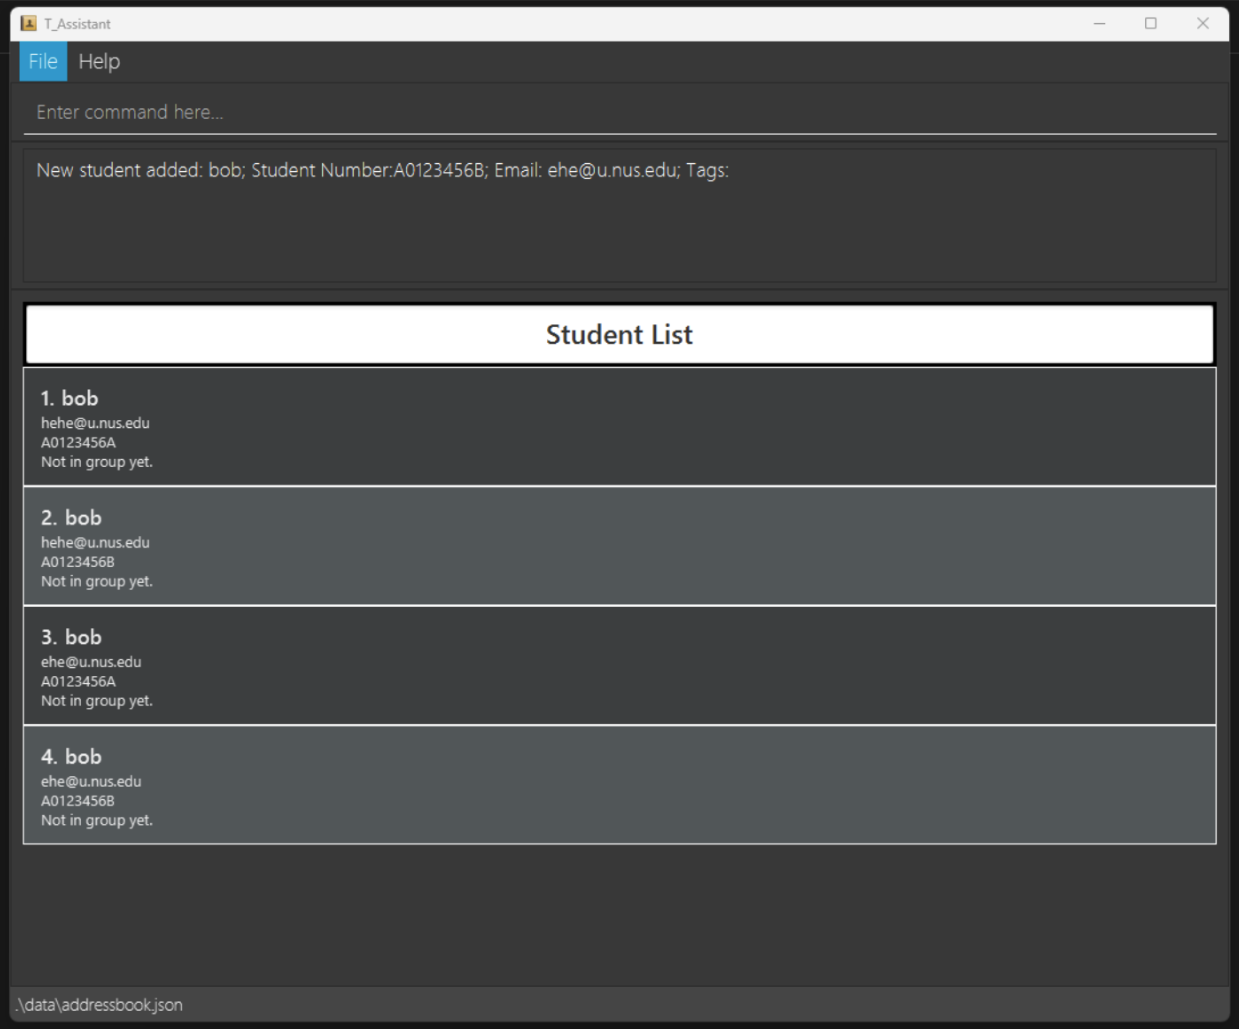 T_Assistant
File Help
Enter command here...
New student added: bob; Student Number:A0123456B; Email: ehe@u.nus.edu; Tags:
Student List
1. bob
hehe@u.nus.edu
A0123456A
Not in group yet.
2. bob
hehe@u.nus.edu
A0123456B
Not in group yet.
3. bob
ehe@u.nus.edu
A0123456A
Not in group yet.
4. bob
ehe@u.nus.edu
A0123456B
Not in group yet.
.\data\addressbook.json